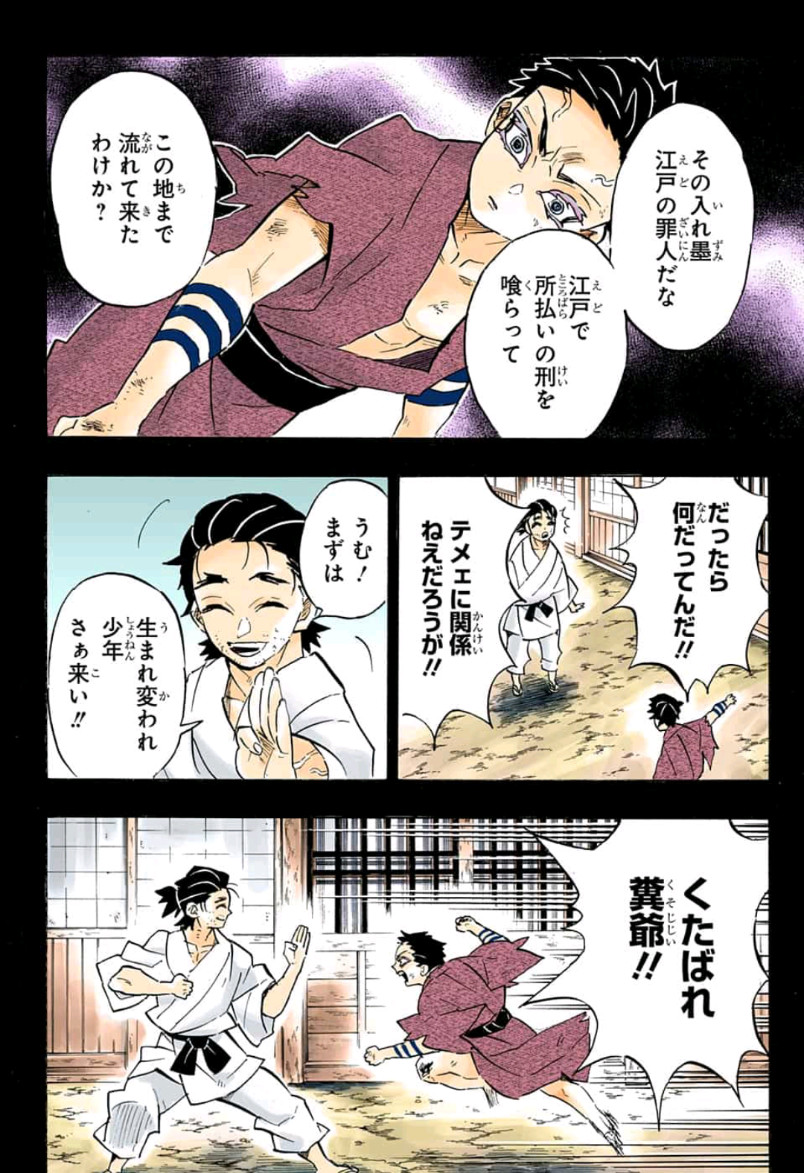 その入れ墨
江戸の罪人だな
江戸で
所払いの刑を
喰らって
この地まで
流れて来た
わけか？
だったら
何だってんだ!!
テメェに関係
ねえだろうが!!
うむ！
まずは
生まれ変われ
少年
さぁ来い!!
くたばれ
糞爺!!